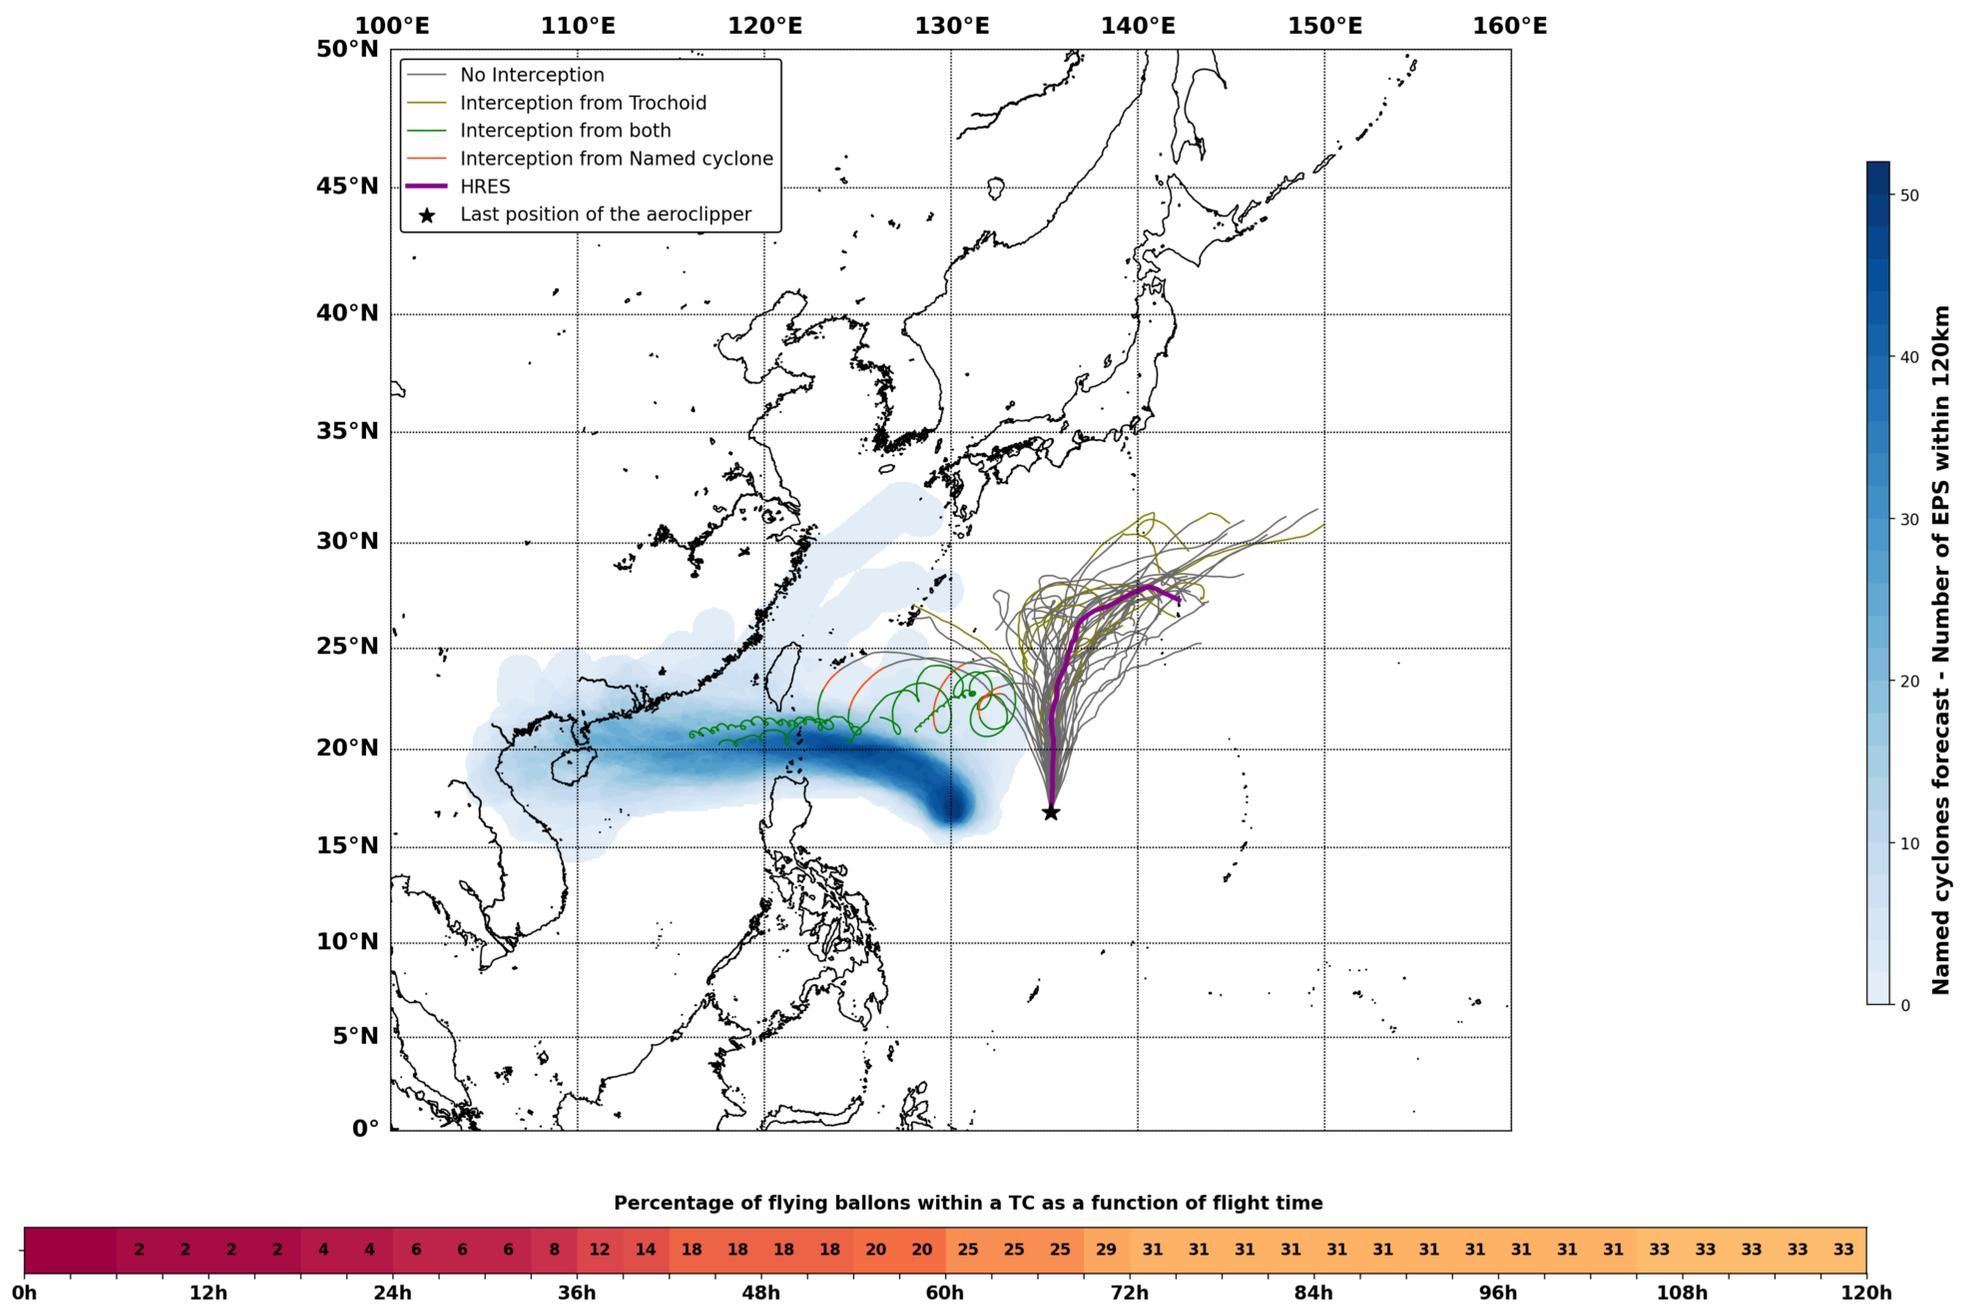 100°E 110°E 120°E 130°E 140°E 150°E 160°E
50°N
No Interception
Interception from Trochoid
Interception from both
Interception from Named cyclone
HRES
Last position of the aeroclipper
45°N
40°N
35°N
30°N
25°N
20°N
15°N
10°N
5°N
0°
50
40
30
20
10
0
Named cyclones forecast - Number of EPS within 120km
Percentage of flying ballons within a TC as a function of flight time
2 2 2 2 4 4 6 6 6 8 12 14 18 18 18 18 20 20 25 25 25 29 31 31 31 31 31 31 31 31 31 31 31 33 33 33 33 33
0h 12h 24h 36h 48h 60h 72h 84h 96h 108h 120h